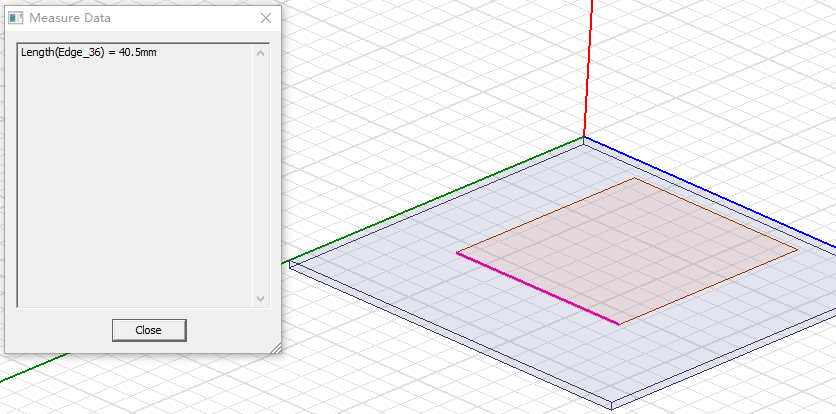 Measure Data
Length(Edge_36) = 40.5mm
Close